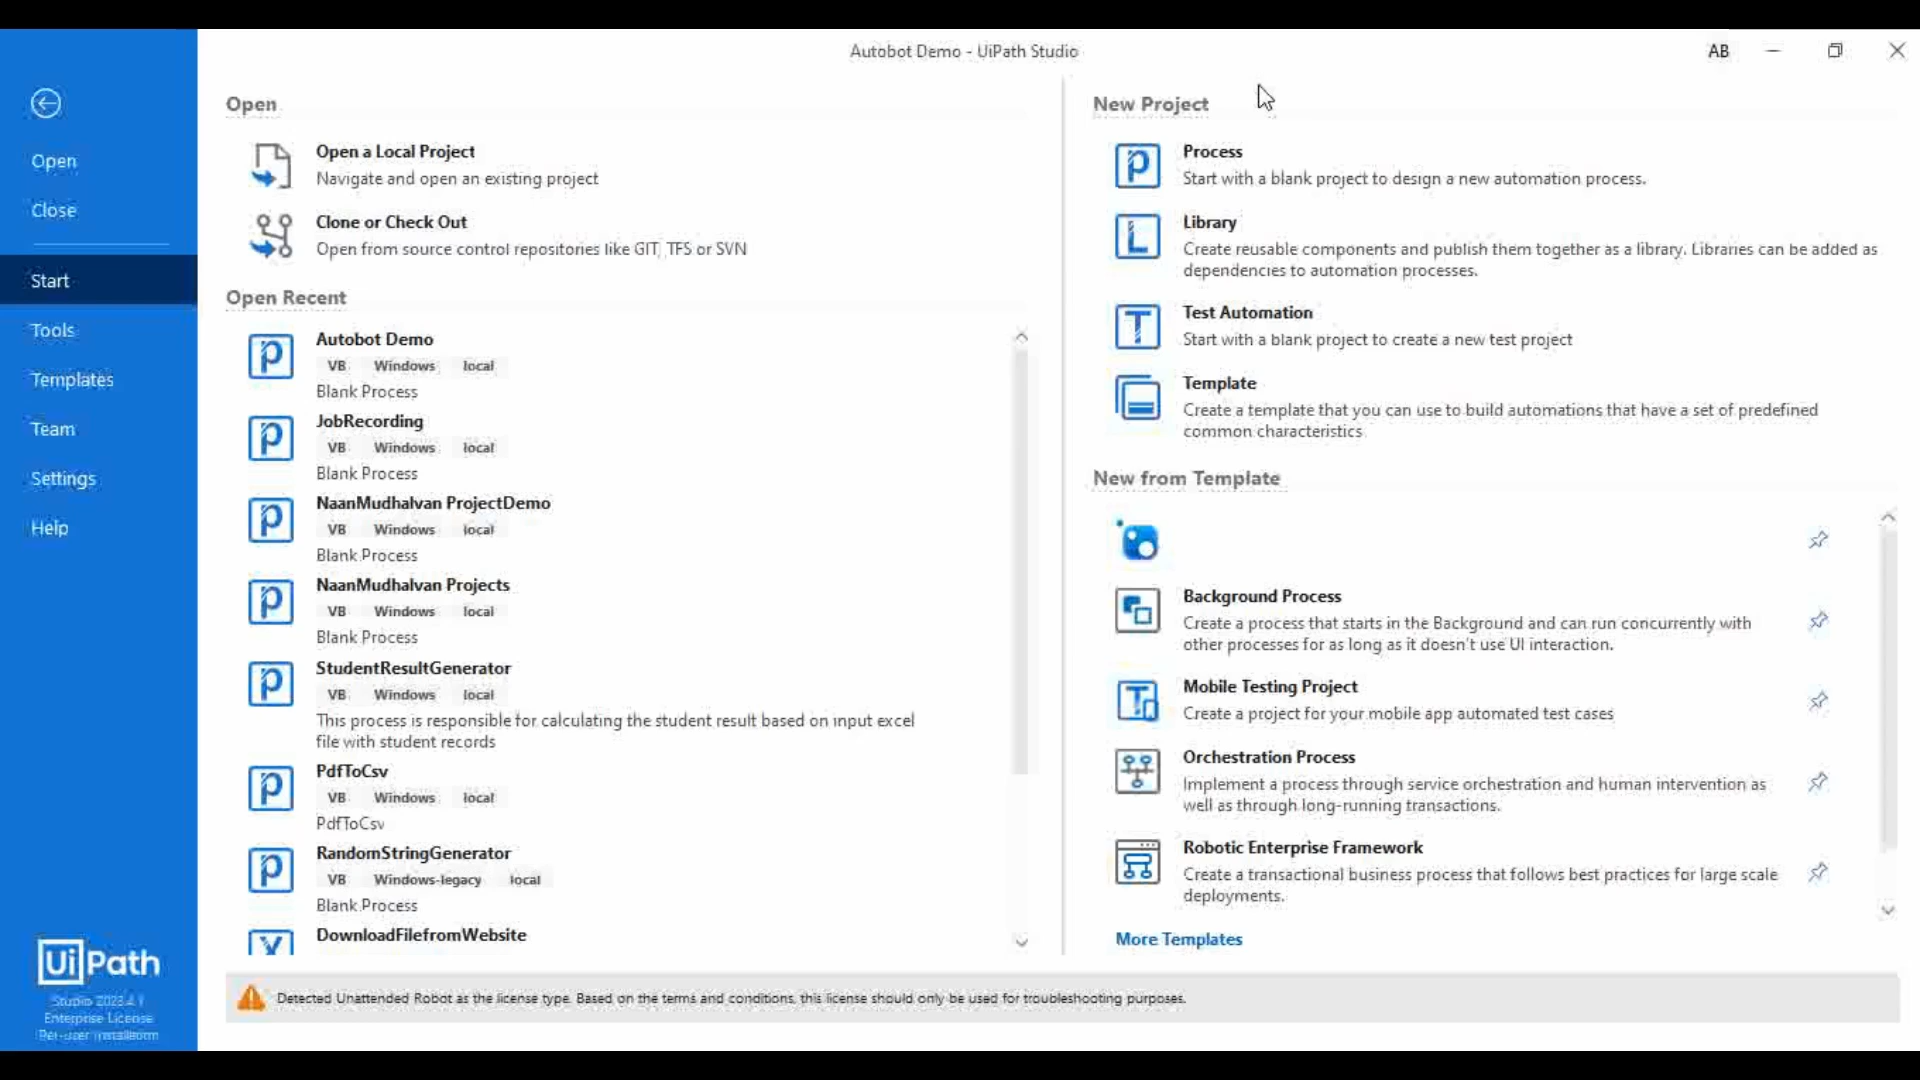 Autobot Demo - UiPath Studio
AB
Open
Close
Start
Tools
Templates
Team
Settings
Help
UiPath
Studio 2023.4.1
Enterprise License
Per-user Installation
Open
Open a Local Project
Navigate and open an existing project
Clone or Check Out
Open from source control repositories like GIT, TFS or SVN
Open Recent
Autobot Demo
VB Windows local
Blank Process
JobRecording
VB Windows local
Blank Process
NaanMudhalvan ProjectDemo
VB Windows local
Blank Process
NaanMudhalvan Projects
VB Windows local
Blank Process
StudentResultGenerator
VB Windows local
This process is responsible for calculating the student result based on input excel
file with student records
PdfToCsv
VB Windows local
PdfToCsv
RandomStringGenerator
VB Windows-legacy local
Blank Process
DownloadFilefromWebsite
New Project
Process
Start with a blank project to design a new automation process.
Library
Create reusable components and publish them together as a library. Libraries can be added as
dependencies to automation processes.
Test Automation
Start with a blank project to create a new test project
Template
Create a template that you can use to build automations that have a set of predefined
common characteristics
New from Template
Background Process
Create a process that starts in the Background and can run concurrently with
other processes for as long as it doesn't use UI interaction.
Mobile Testing Project
Create a project for your mobile app automated test cases
Orchestration Process
Implement a process through service orchestration and human intervention as
well as through long-running transactions.
Robotic Enterprise Framework
Create a transactional business process that follows best practices for large scale
deployments.
More Templates
Detected Unattended Robot as the license type. Based on the terms and conditions, this license should only be used for troubleshooting purposes.